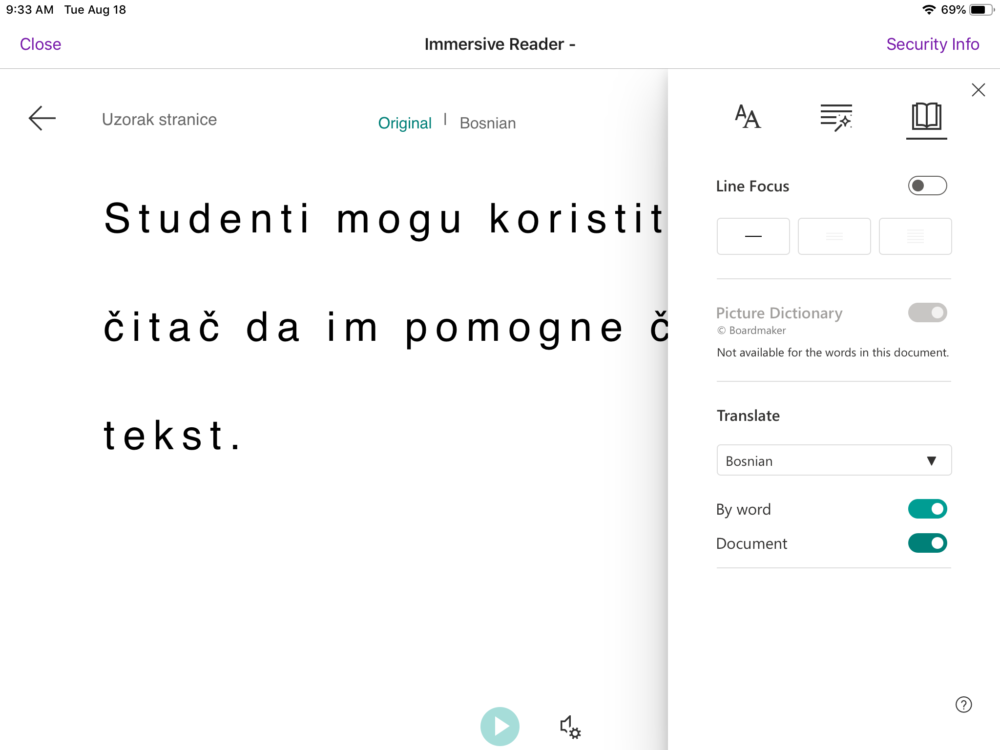 9:33 AM Tue Aug 18 69%
Close Immersive Reader - Security Info
Uzorak stranice Original | Bosnian
Studenti mogu koristit
čitač da im pomogne č
tekst.
Line Focus
Picture Dictionary
© Boardmaker
Not available for the words in this document.
Translate
Bosnian
By word
Document